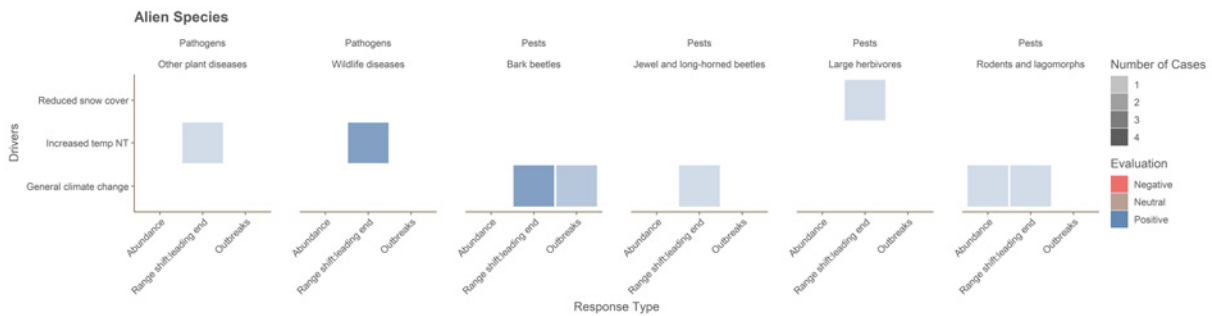 Alien Species
Pathogens Pathogens Pests Pests Pests Pests
Other plant diseases Wildlife diseases Bark beetles Jewel and long-horned beetles Large herbivores Rodents and lagomorphs
Drivers
Reduced snow cover
Increased temp NT
General climate change
Abundance Range shift:leading end Outbreaks Abundance Range shift:leading end Outbreaks Abundance Range shift:leading end Outbreaks Abundance Range shift:leading end Outbreaks Abundance Range shift:leading end Outbreaks Abundance Range shift:leading end Outbreaks
Response Type
Number of Cases
1
2
3
4
Evaluation
Negative
Neutral
Positive